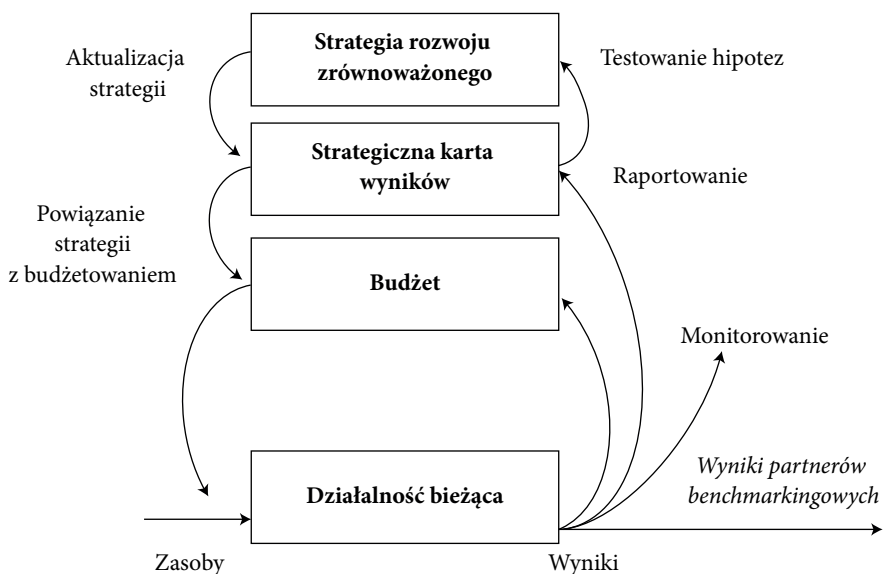 Strategia rozwoju
zrównoważonego
Aktualizacja
strategii
Testowanie hipotez
Strategiczna karta
wyników
Raportowanie
Powiązanie
strategii
z budżetowaniem
Budżet
Monitorowanie
Wyniki partnerów
benchmarkingowych
Działalność bieżąca
Zasoby
Wyniki